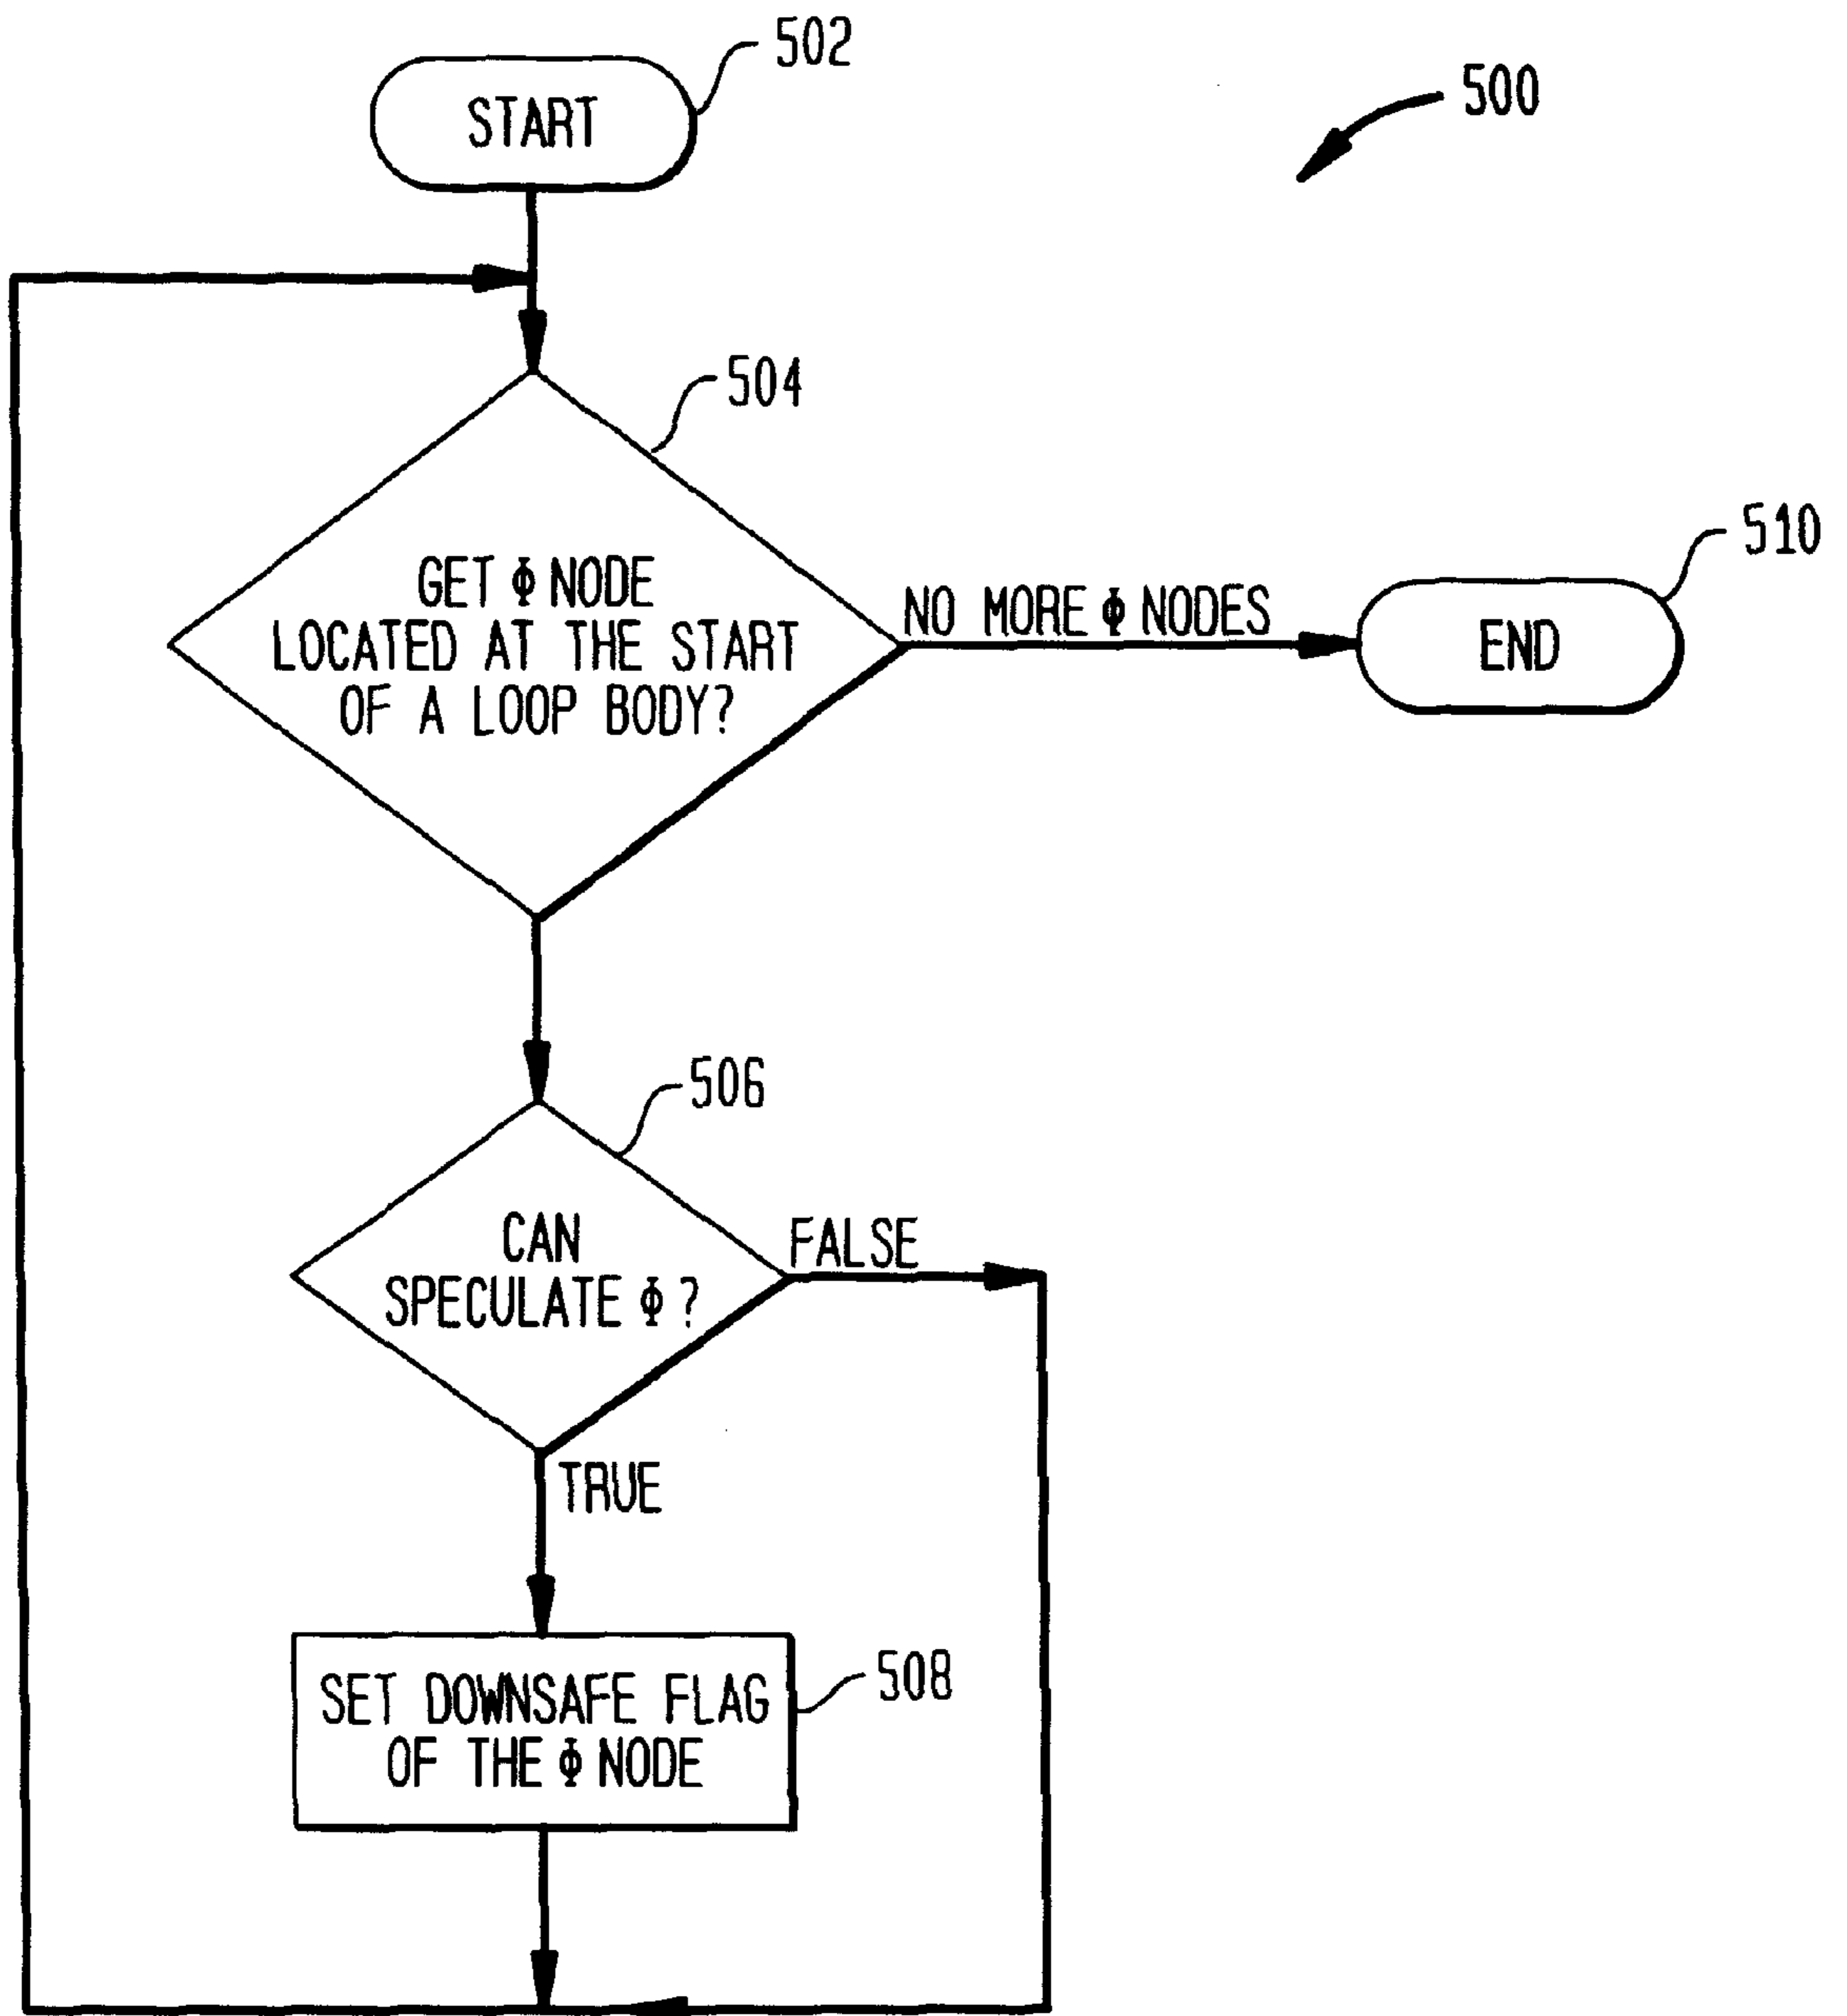 502
START
500
504
GET Φ NODE
LOCATED AT THE START
OF A LOOP BODY?
NO MORE Φ NODES
510
END
506
CAN
SPECULATE Φ?
FALSE
TRUE
508
SET DOWNSAFE FLAG
OF THE Φ NODE